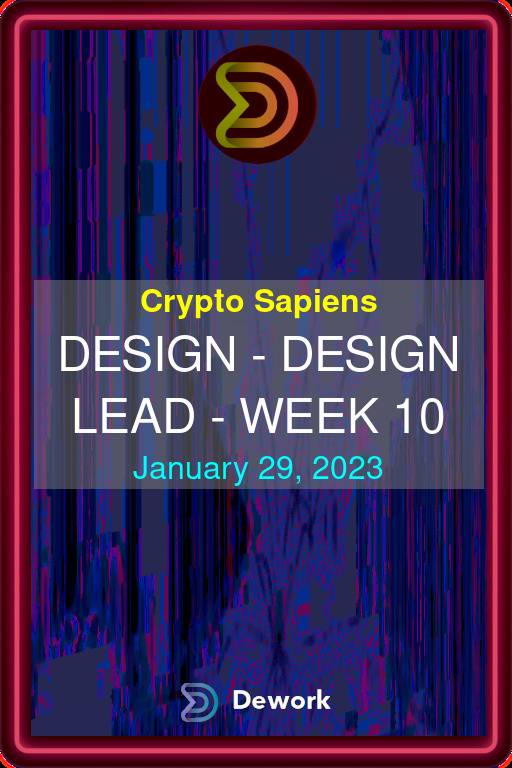 Crypto Sapiens
DESIGN - DESIGN
LEAD - WEEK 10
January 29, 2023
Dework